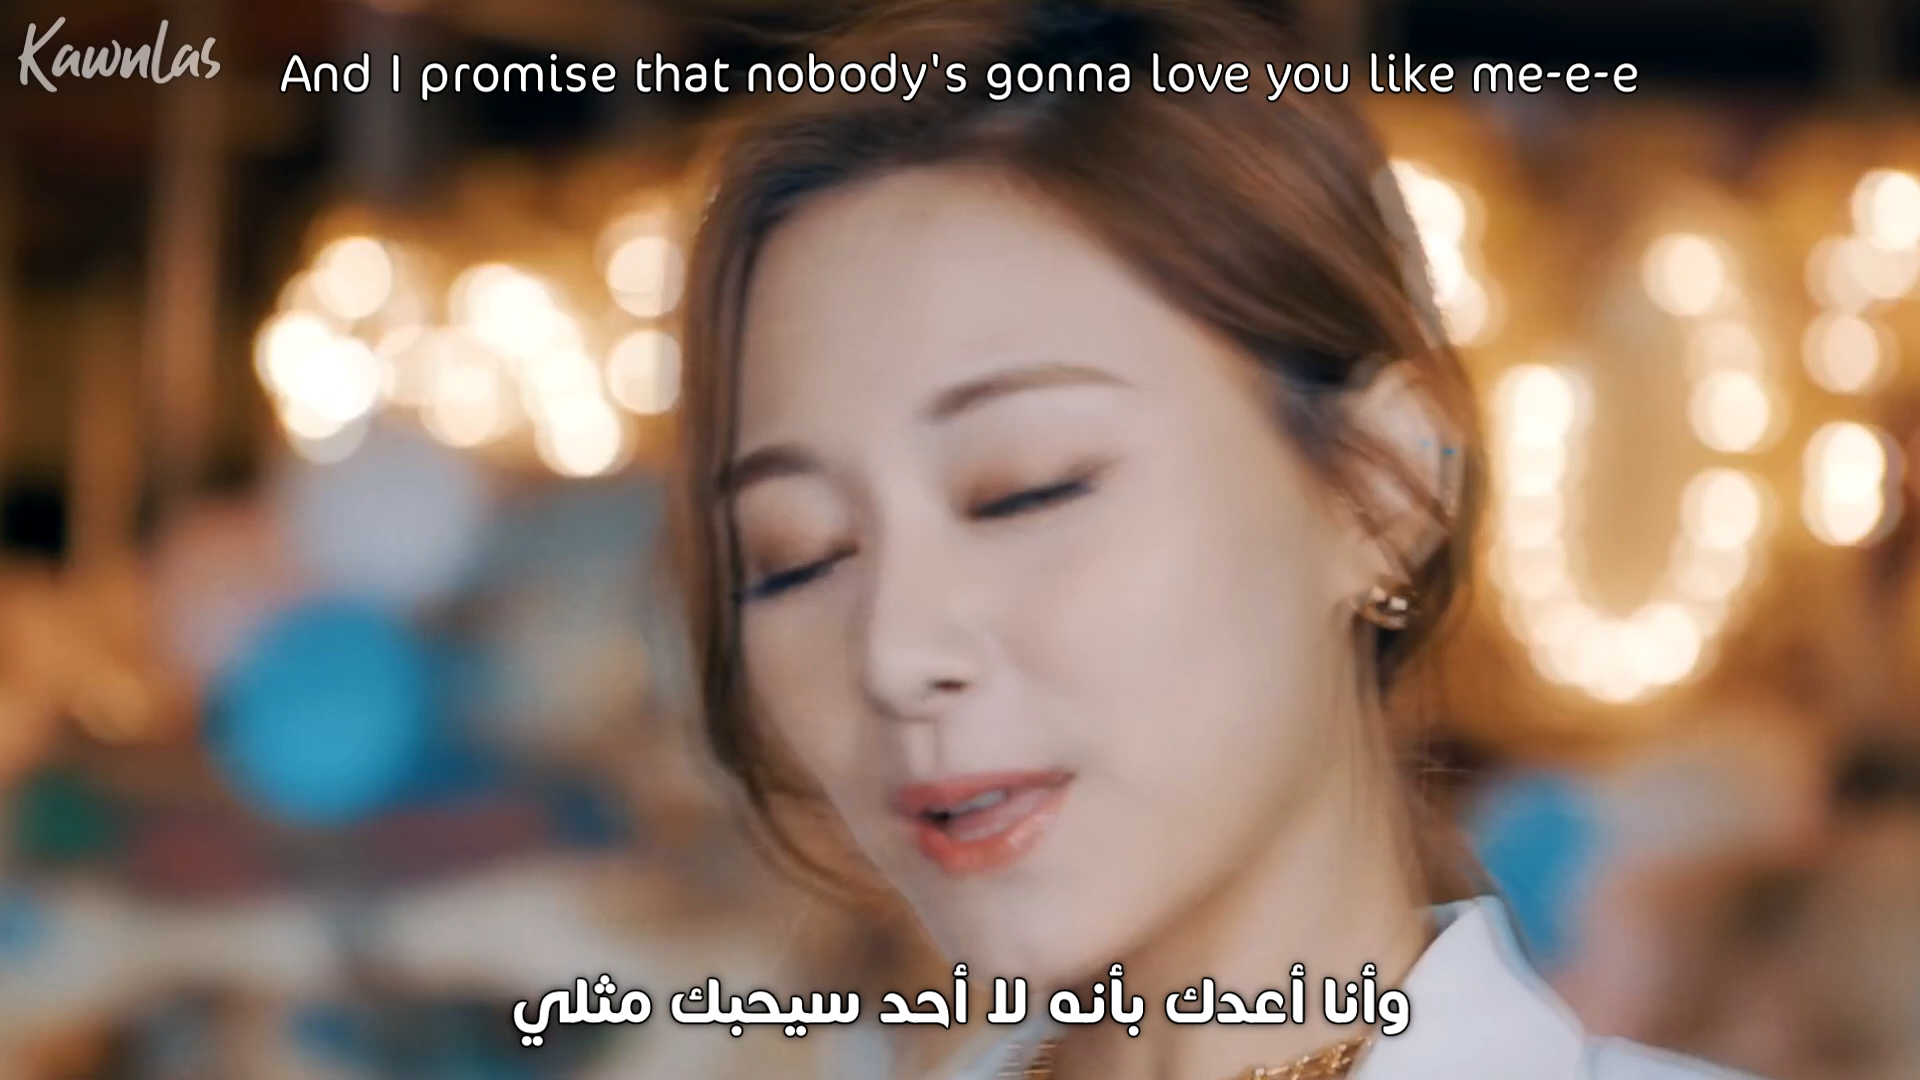 Kawnlas
And I promise that nobody's gonna love you like me-e-e
وأنا أعدك بأنه لا أحد سيحبك مثلي